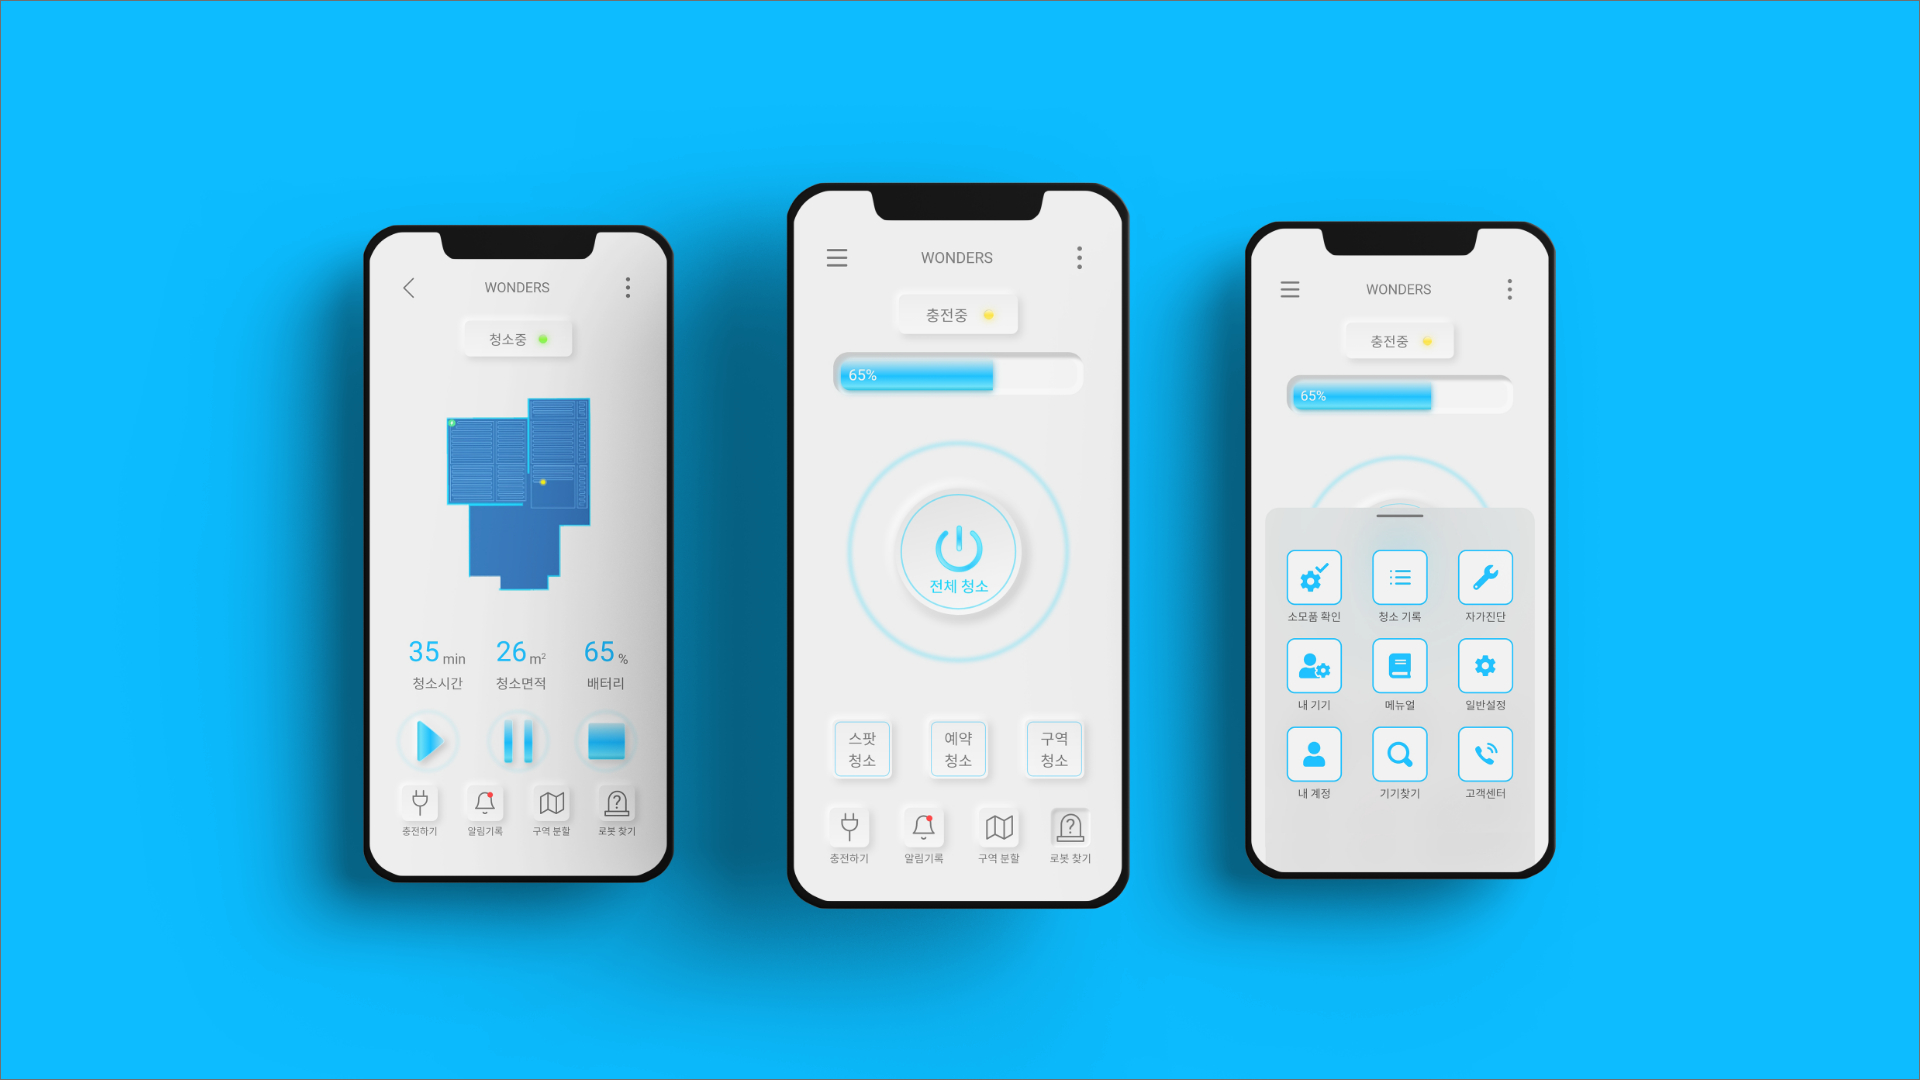 WONDERS
청소중
35 min
26 m²
65 %
청소시간
청소면적
배터리
충전하기
알림기록
구역 분할
로봇 찾기
WONDERS
충전중
65%
전체 청소
스팟
청소
예약
청소
구역
청소
충전하기
알림기록
구역 분할
로봇 찾기
WONDERS
충전중
65%
소모품 확인
청소 기록
자가진단
내 기기
메뉴얼
일반설정
내 계정
기기찾기
고객센터